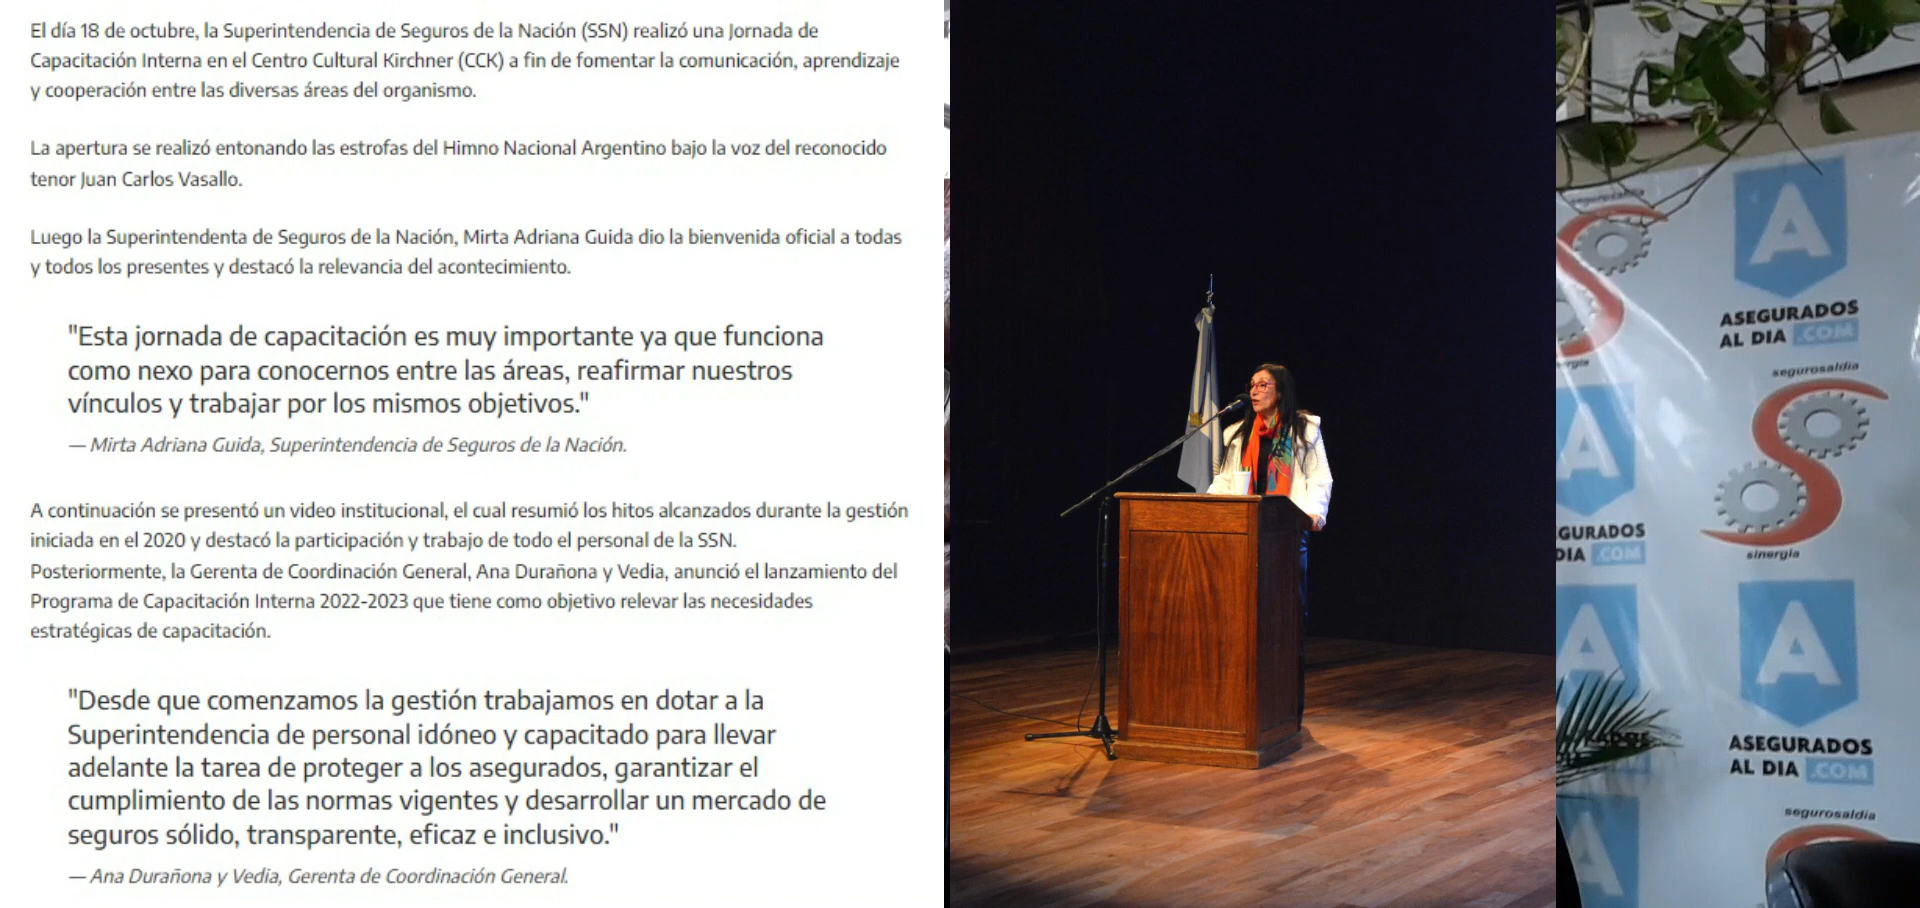 El día 18 de octubre, la Superintendencia de Seguros de la Nación (SSN) realizó una Jornada de
Capacitación Interna en el Centro Cultural Kirchner (CCK) a fin de fomentar la comunicación, aprendizaje
y cooperación entre las diversas áreas del organismo.
La apertura se realizó entonando las estrofas del Himno Nacional Argentino bajo la voz del reconocido
tenor Juan Carlos Vasallo.
Luego la Superintendenta de Seguros de la Nación, Mirta Adriana Guida dio la bienvenida oficial a todas
y todos los presentes y destacó la relevancia del acontecimiento.
"Esta jornada de capacitación es muy importante ya que funciona
como nexo para conocernos entre las áreas, reafirmar nuestros
vínculos y trabajar por los mismos objetivos."
— Mirta Adriana Guida, Superintendencia de Seguros de la Nación.
A continuación se presentó un video institucional, el cual resumió los hitos alcanzados durante la gestión
iniciada en el 2020 y destacó la participación y trabajo de todo el personal de la SSN.
Posteriormente, la Gerenta de Coordinación General, Ana Durañona y Vedia, anunció el lanzamiento del
Programa de Capacitación Interna 2022-2023 que tiene como objetivo relevar las necesidades
estratégicas de capacitación.
"Desde que comenzamos la gestión trabajamos en dotar a la
Superintendencia de personal idóneo y capacitado para llevar
adelante la tarea de proteger a los asegurados, garantizar el
cumplimiento de las normas vigentes y desarrollar un mercado de
seguros sólido, transparente, eficaz e inclusivo."
— Ana Durañona y Vedia, Gerenta de Coordinación General.
A
ASEGURADOS
AL DIA .COM
segurosaldia
sinergia
A
GURADOS
DIA .COM
A
ASEGURADOS
AL DIA .COM
segurosaldia
A
A